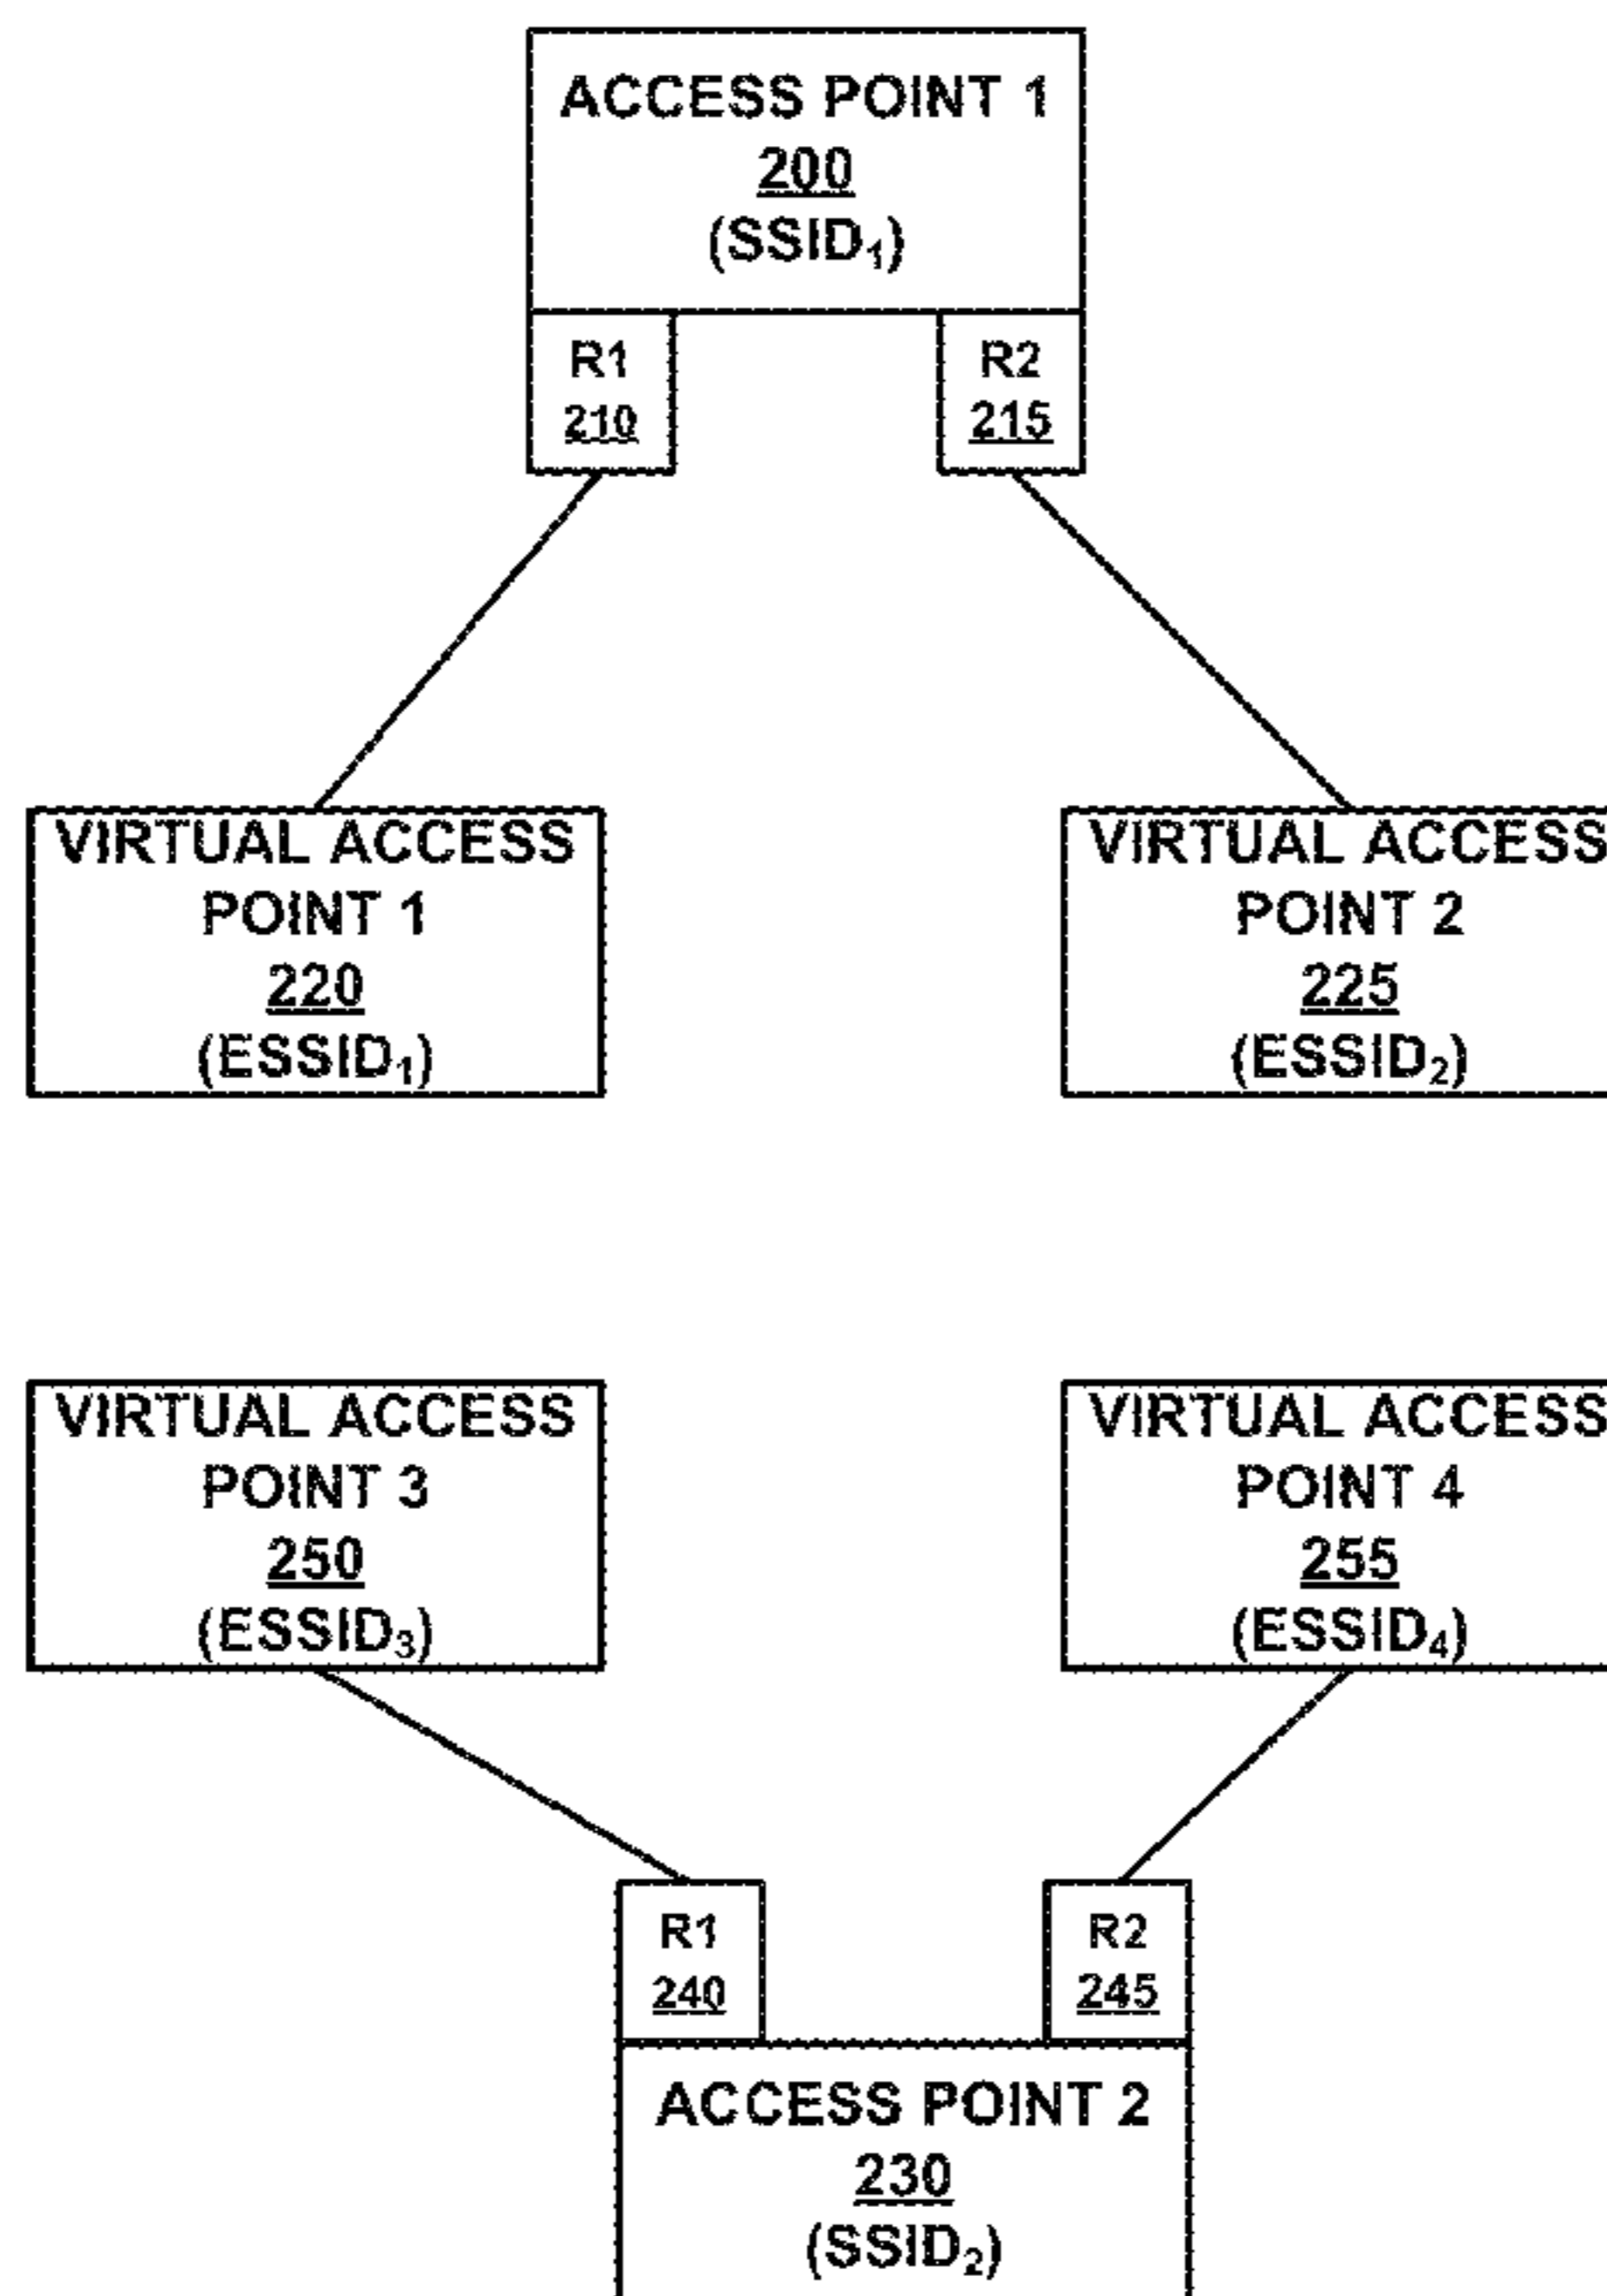 ACCESS POINT 1
200
(SSID₁)
R1
210
R2
215
VIRTUAL ACCESS
POINT 1
220
(ESSID₁)
VIRTUAL ACCESS
POINT 2
225
(ESSID₂)
VIRTUAL ACCESS
POINT 3
250
(ESSID₃)
VIRTUAL ACCESS
POINT 4
255
(ESSID₄)
R1
240
R2
245
ACCESS POINT 2
230
(SSID₂)